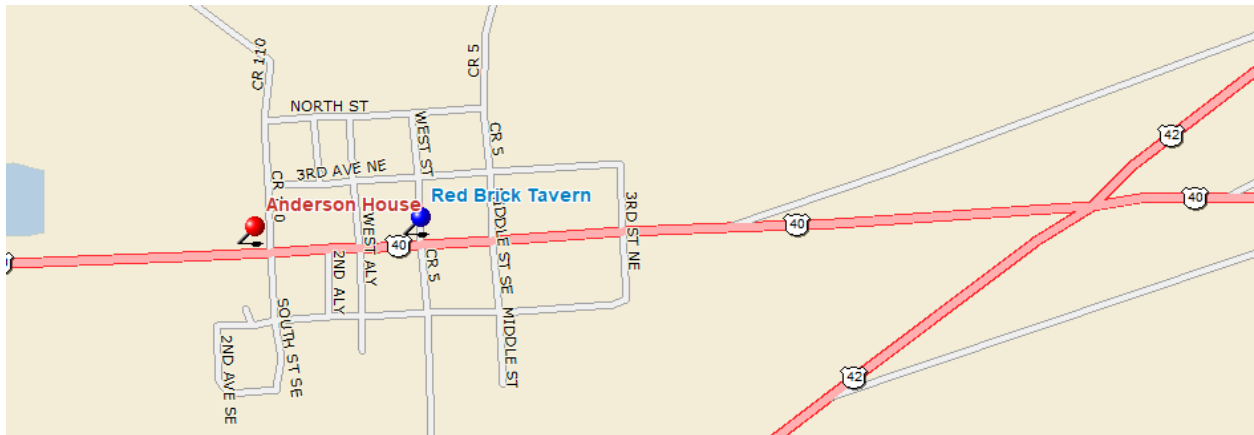 CR 110
CR 5
NORTH ST
WEST ST
CR 5
3RD AVE NE
42
CR
0
Anderson House
Red Brick Tavern
IDDLE ST SE
3RD ST NE
40
40
WEST ALY
40
2ND ALY
CR 5
SOUTH ST SE
MIDDLE ST
2ND AVE SE
42